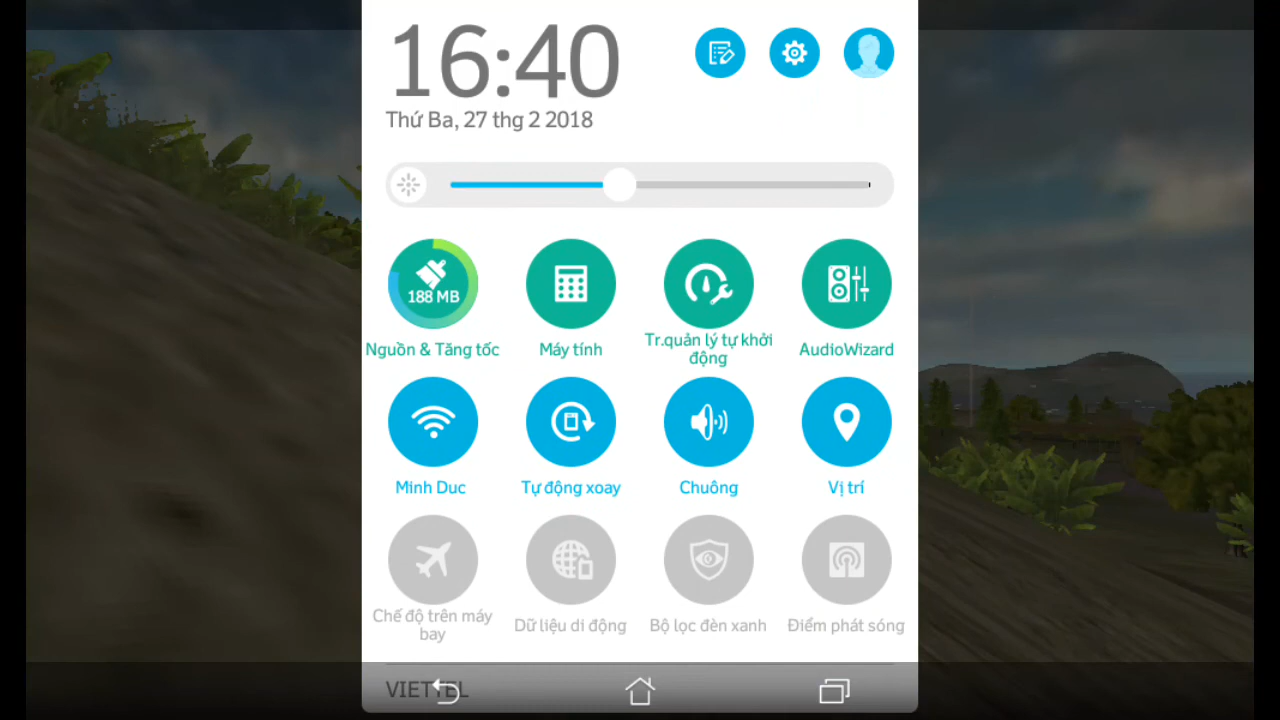 16:40
Thứ Ba, 27 thg 2 2018
188 MB
Nguồn & Tăng tốc
Máy tính
Tr.quản lý tự khởi
động
AudioWizard
Minh Duc
Tự động xoay
Chuông
Vị trí
Chế độ trên máy
bay
Dữ liệu di động
Bộ lọc đèn xanh
Điểm phát sóng
VIETTEL